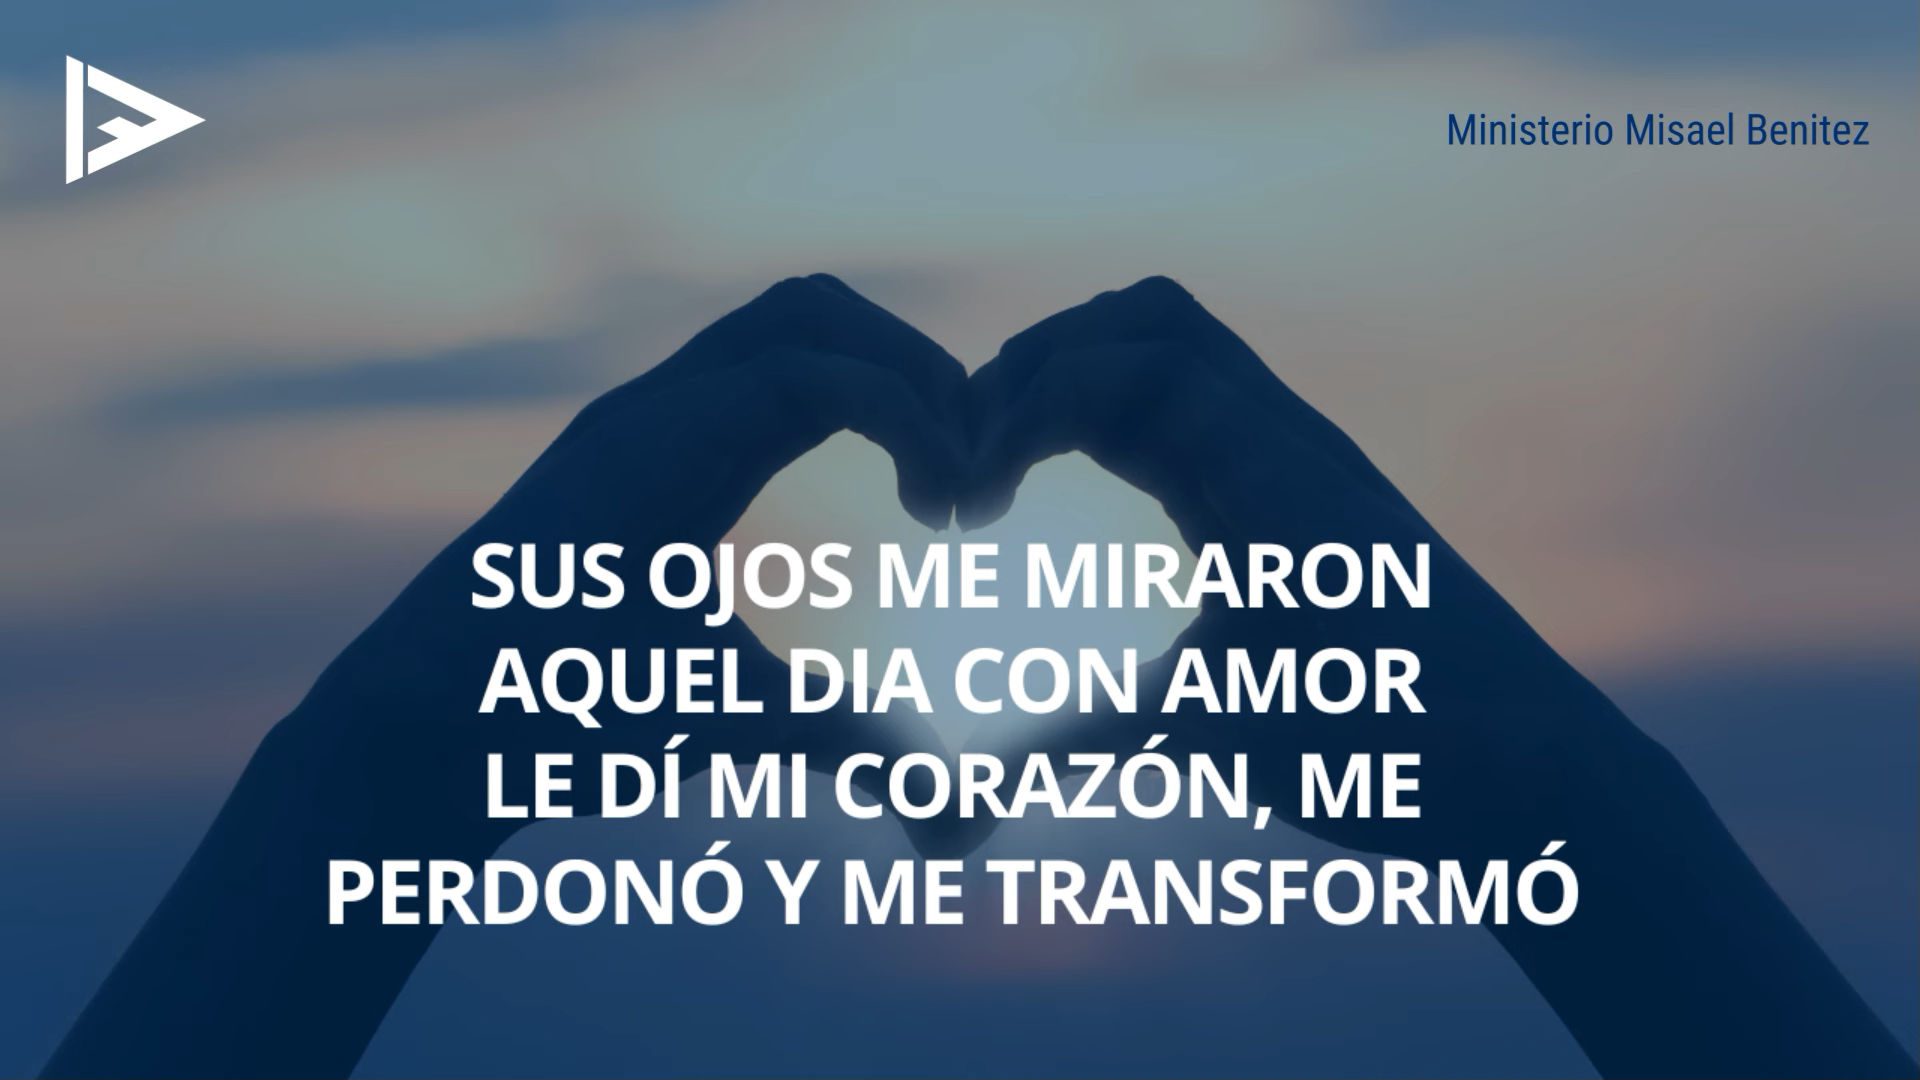 Ministerio Misael Benitez
SUS OJOS ME MIRARON
AQUEL DIA CON AMOR
LE DÍ MI CORAZÓN, ME
PERDONÓ Y ME TRANSFORMÓ